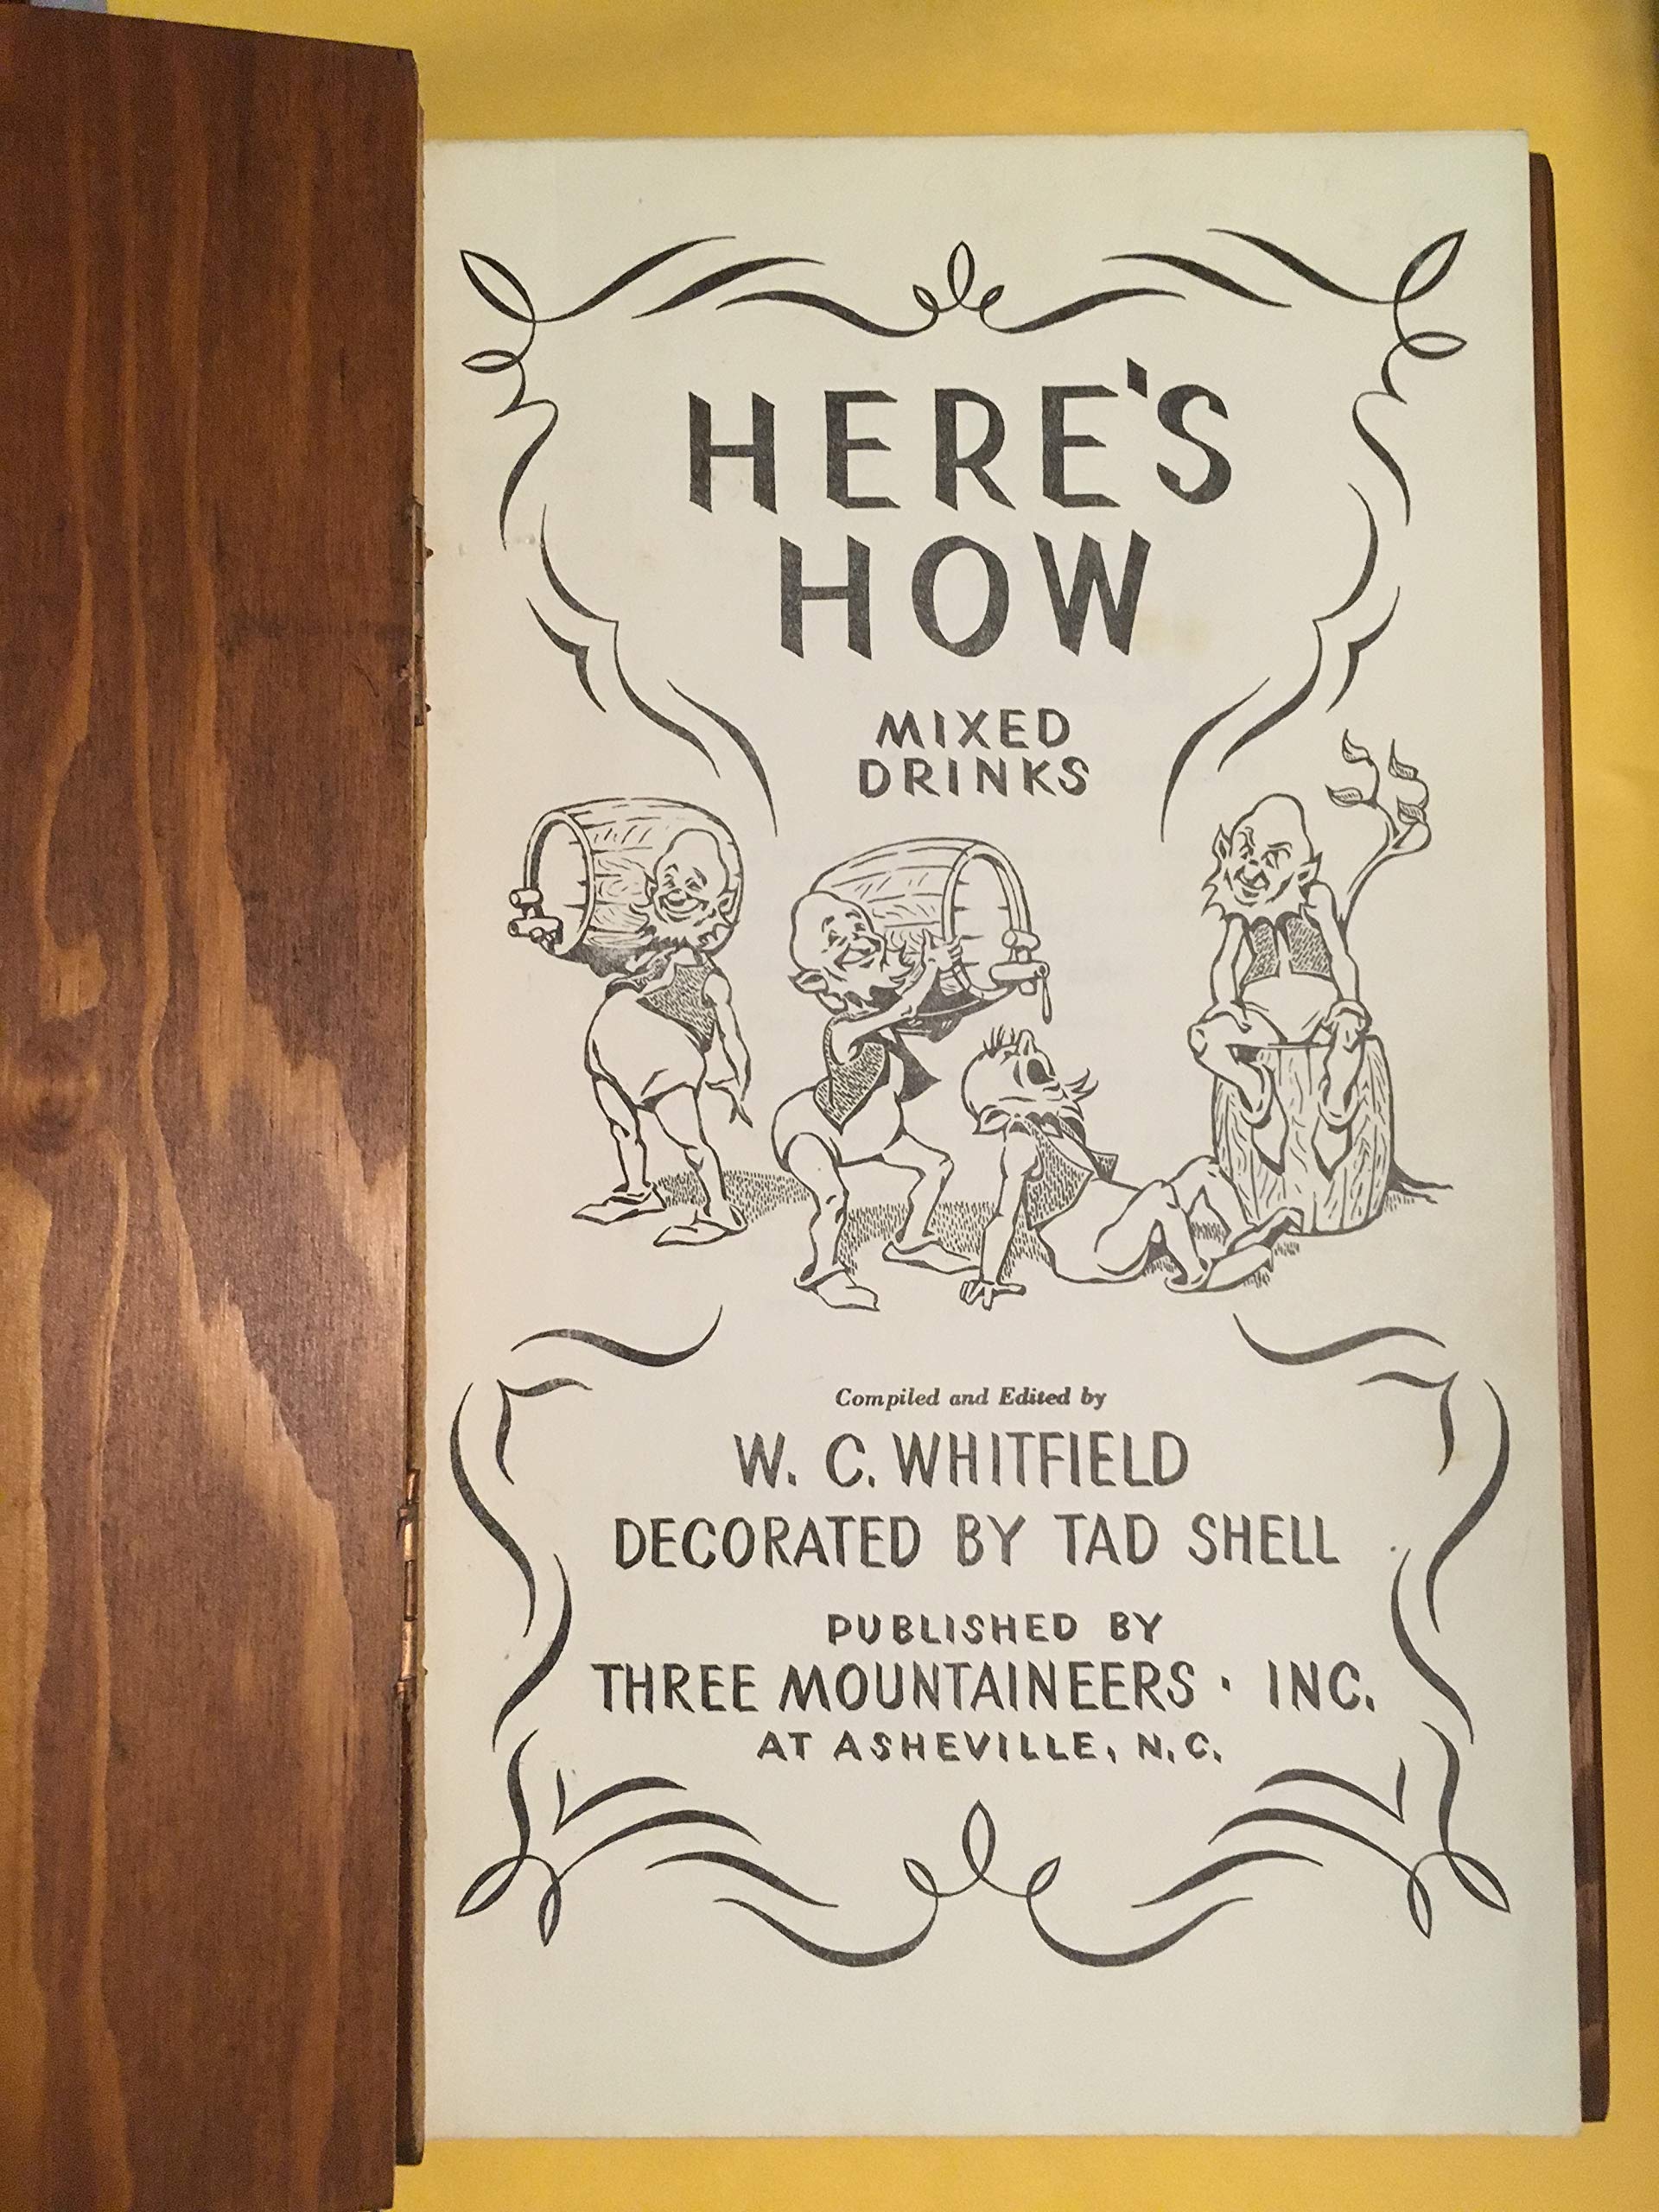 HERE'S
HOW
MIXED
DRINKS
Compiled and Edited by
W. C. WHITFIELD
DECORATED BY TAD SHELL
PUBLISHED BY
THREE MOUNTAINEERS · INC.
AT ASHEVILLE, N.C.